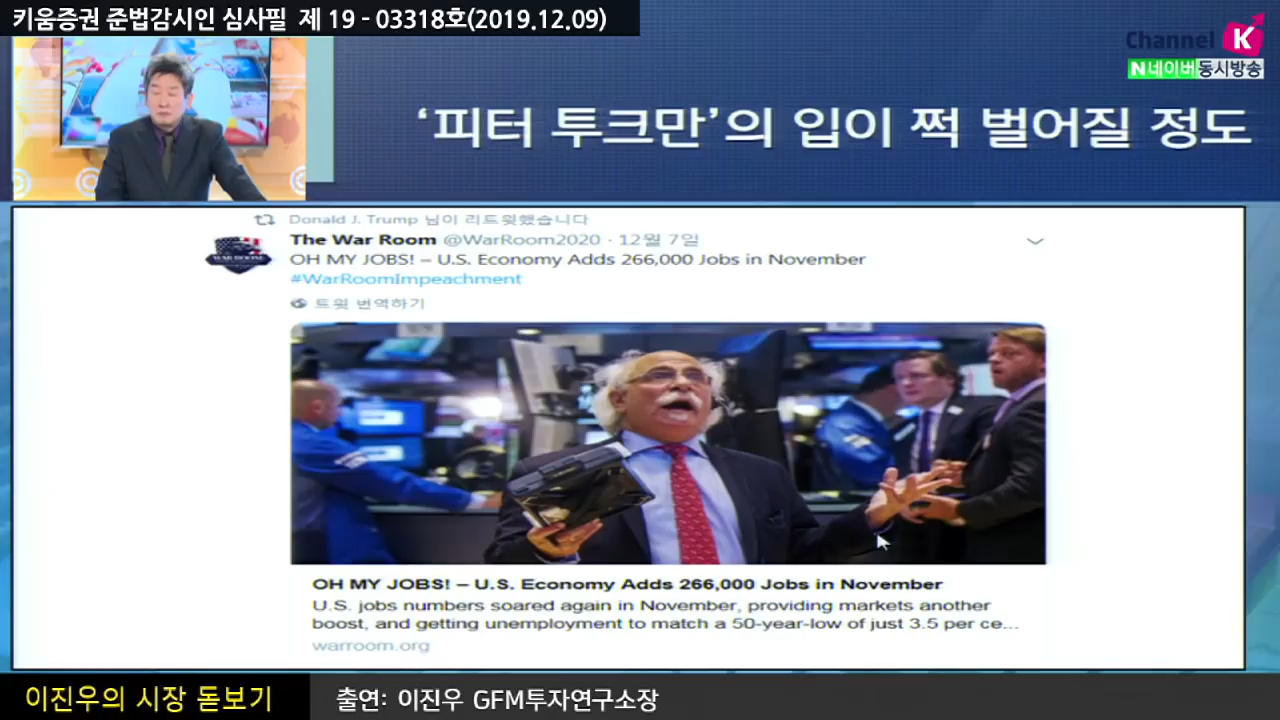 키움증권 준법감시인 심사필 제 19 - 03318호(2019.12.09)
Channel K
N 네이버 동시방송
‘피터 투크만’의 입이 쩍 벌어질 정도
Donald J. Trump 님이 리트윗했습니다
The War Room @WarRoom2020 · 12월 7일
OH MY JOBS! – U.S. Economy Adds 266,000 Jobs in November
#WarRoomImpeachment
트윗 번역하기
WAR ROOM
OH MY JOBS! – U.S. Economy Adds 266,000 Jobs in November
U.S. jobs numbers soared again in November, providing markets another
boost, and getting unemployment to match a 50-year-low of just 3.5 per ce...
warroom.org
이진우의 시장 돋보기
출연: 이진우 GFM투자연구소장